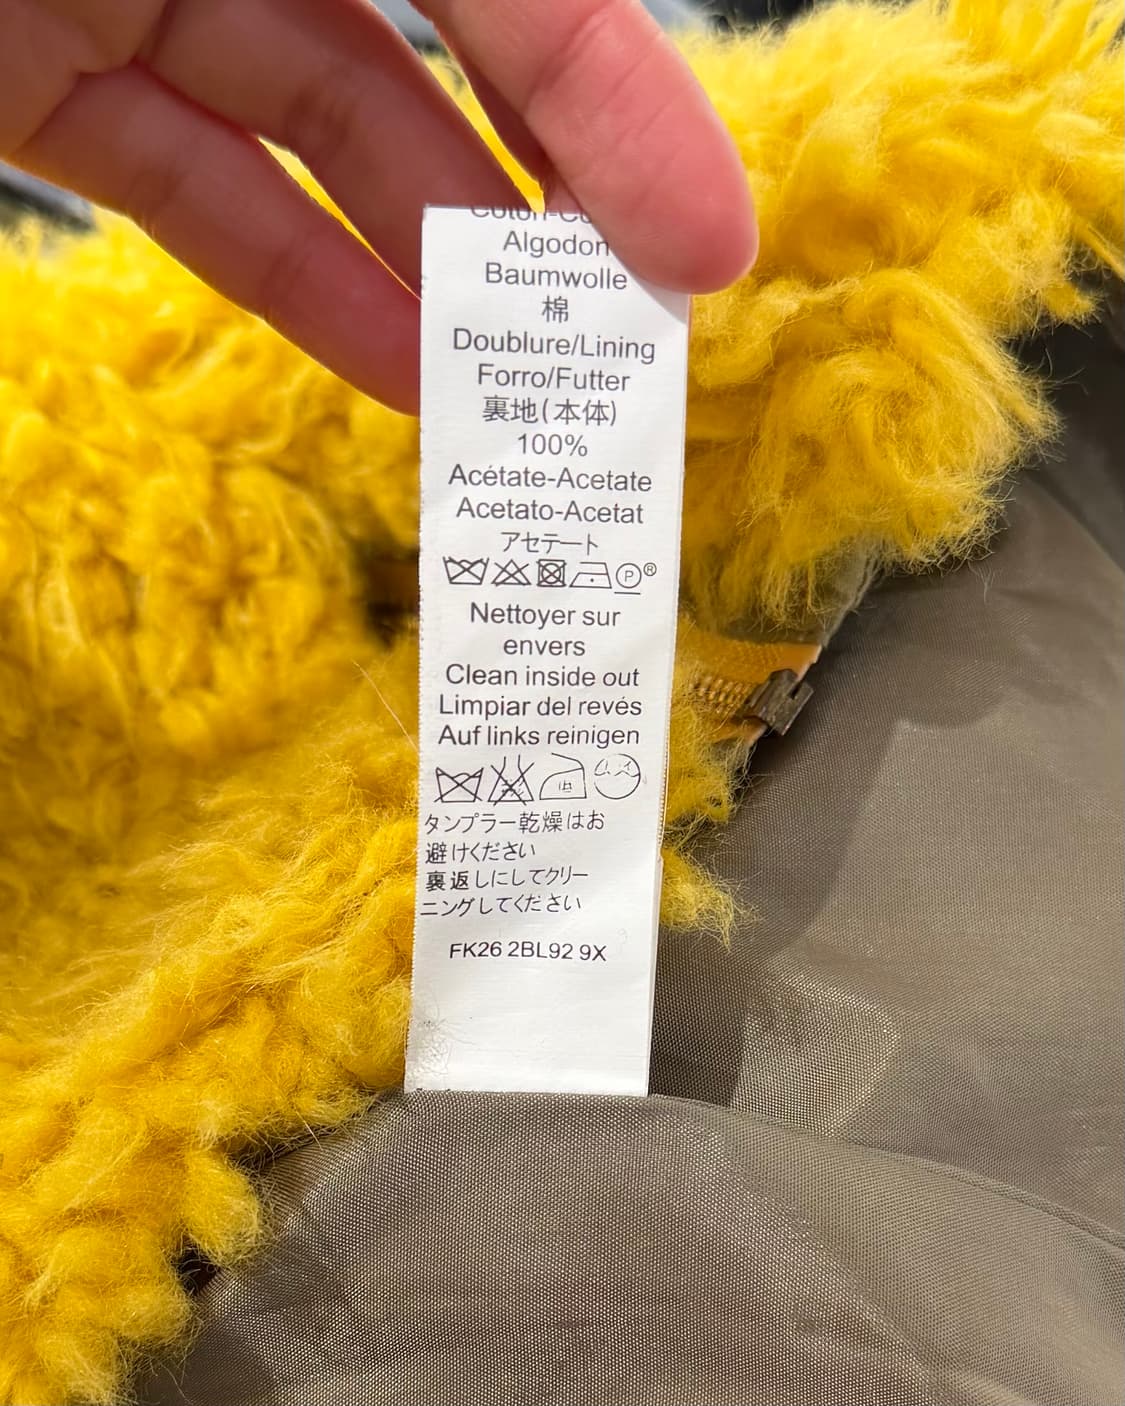 Algodon
Baumwolle
棉
Doublure/Lining
Forro/Futter
裏地(本体)
100%
Acétate-Acetate
Acetato-Acetat
アセテート
P ®
Nettoyer sur
envers
Clean inside out
Limpiar del revés
Auf links reinigen
タンプラー乾燥はお
避けください
裏返しにしてクリー
ニングしてください
FK26 2BL92 9X